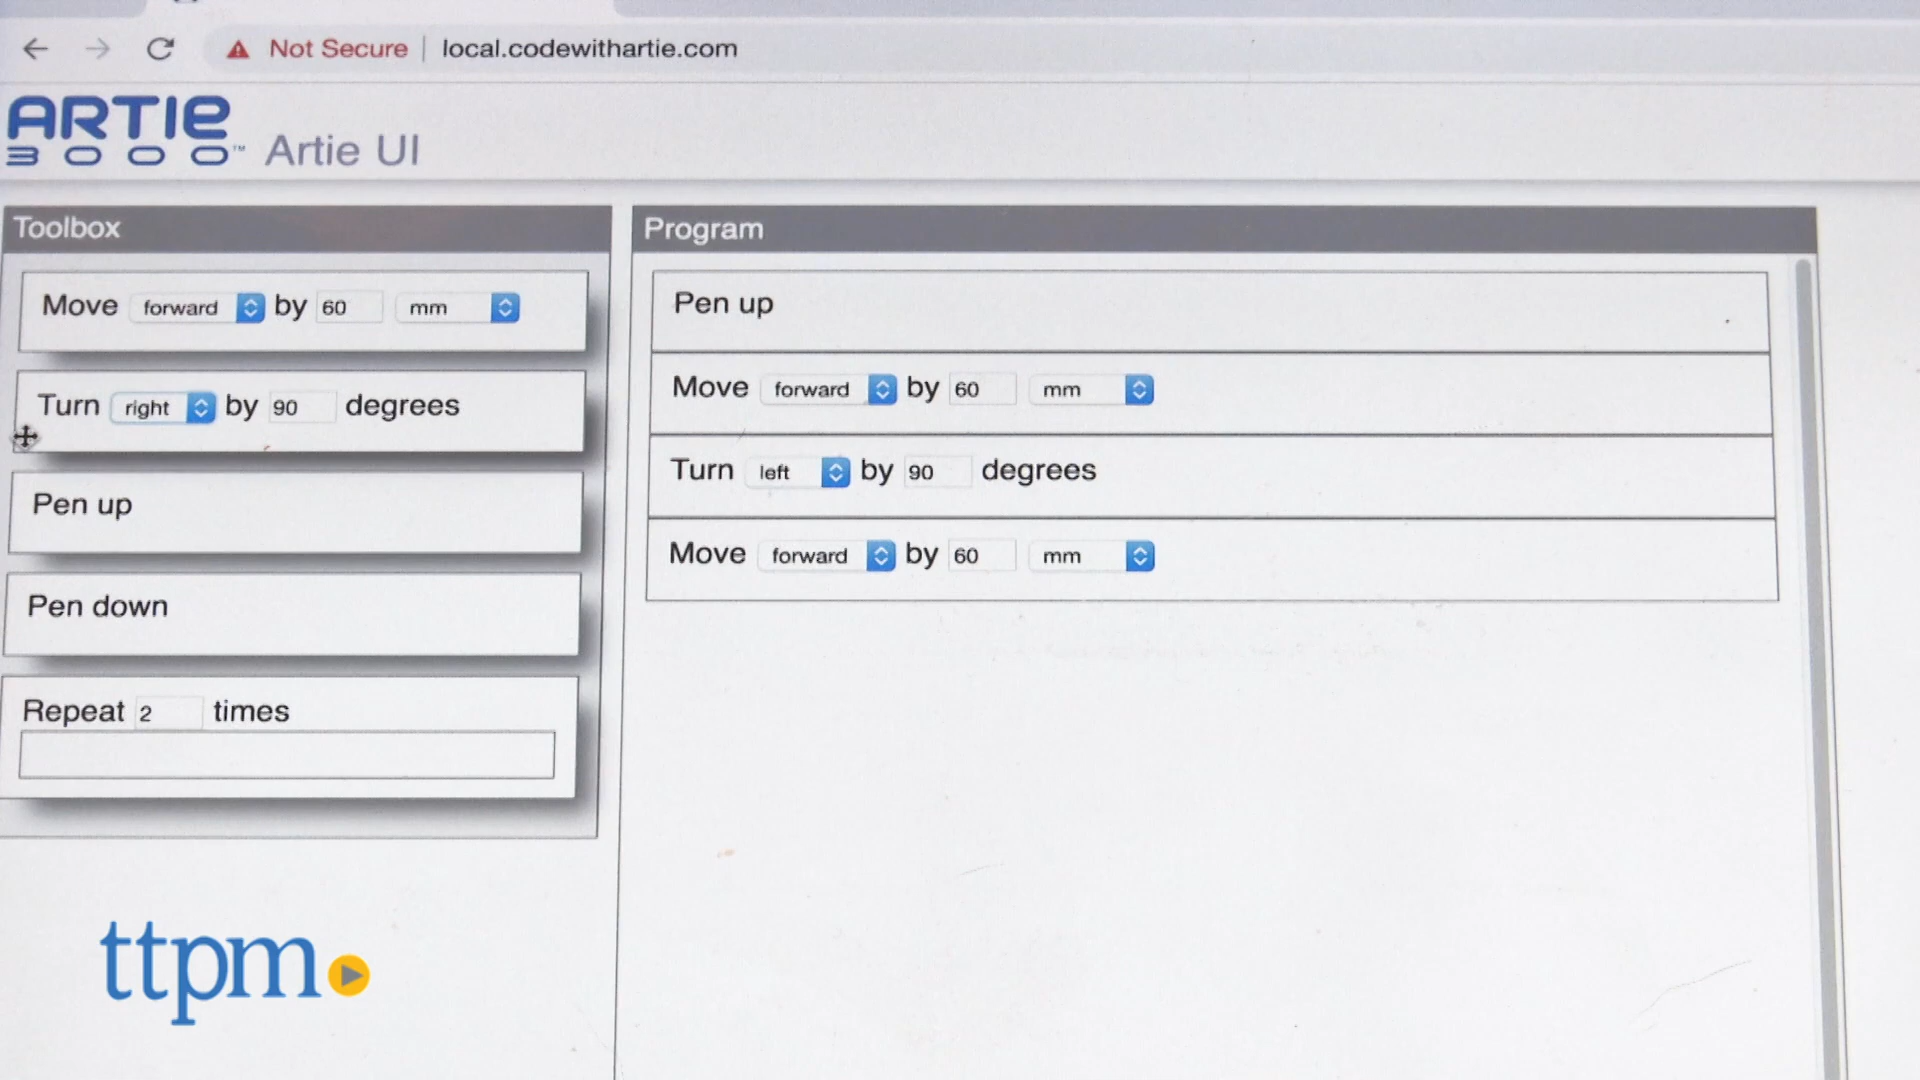 Not Secure | local.codewithartie.com
ARTIE
3000™ Artie UI
Toolbox
Move forward by 60 mm
Turn right by 90 degrees
Pen up
Pen down
Repeat 2 times
Program
Pen up
Move forward by 60 mm
Turn left by 90 degrees
Move forward by 60 mm
ttpm